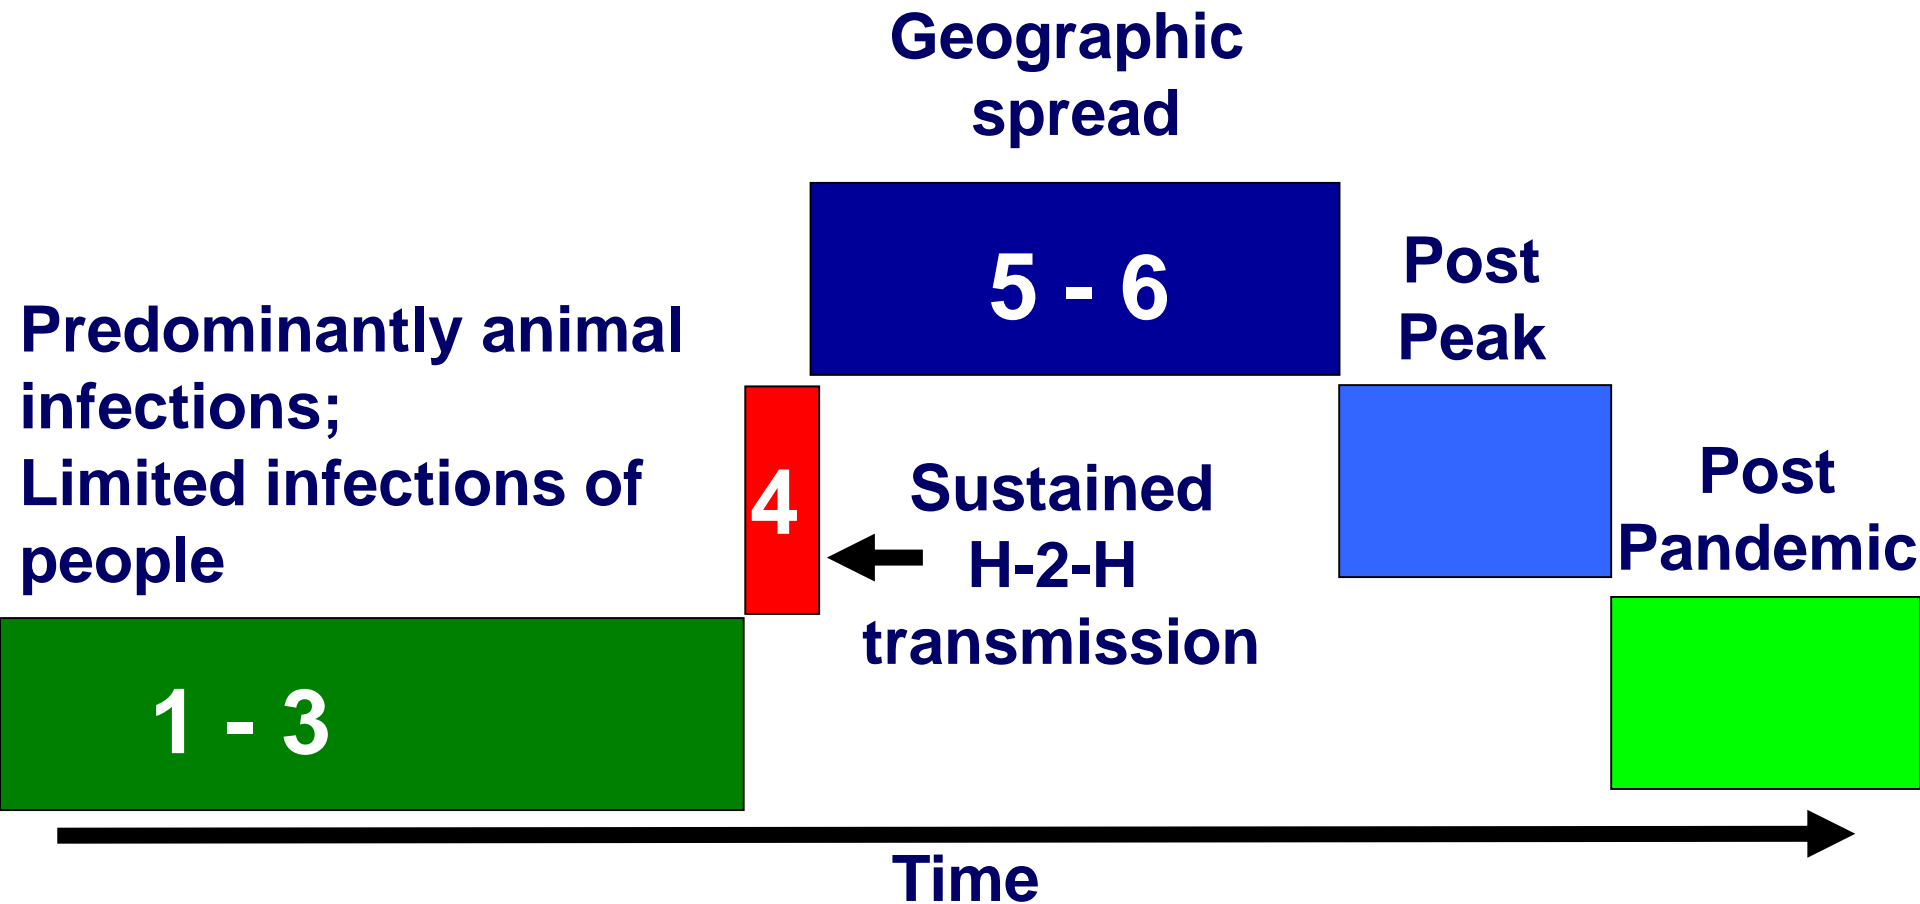 Geographic
spread
5 - 6
Post
Peak
Predominantly animal
infections;
Limited infections of
people
4
Sustained
H-2-H
transmission
Post
Pandemic
1 - 3
Time